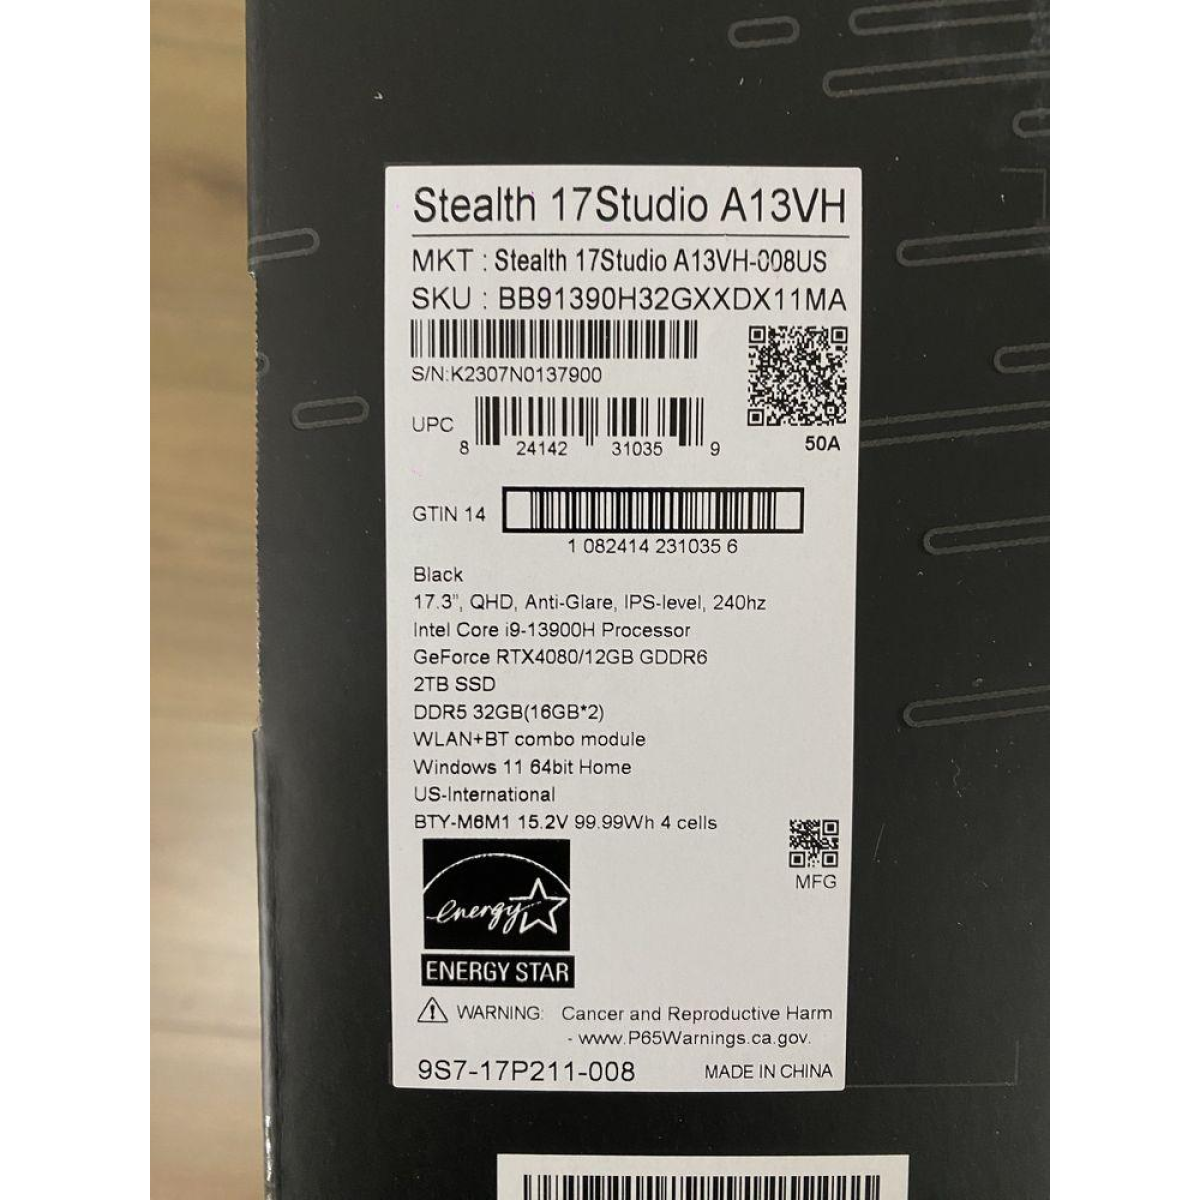 Stealth 17Studio A13VH
MKT : Stealth 17Studio A13VH-008US
SKU : BB91390H32GXXDX11MA
S/N:K2307N0137900
UPC
8 24142 31035 9
50A
GTIN 14
1 082414 231035 6
Black
17.3", QHD, Anti-Glare, IPS-level, 240hz
Intel Core i9-13900H Processor
GeForce RTX4080/12GB GDDR6
2TB SSD
DDR5 32GB(16GB*2)
WLAN+BT combo module
Windows 11 64bit Home
US-International
BTY-M6M1 15.2V 99.99Wh 4 cells
MFG
energy
ENERGY STAR
WARNING: Cancer and Reproductive Harm
- www.P65Warnings.ca.gov.
9S7-17P211-008 MADE IN CHINA